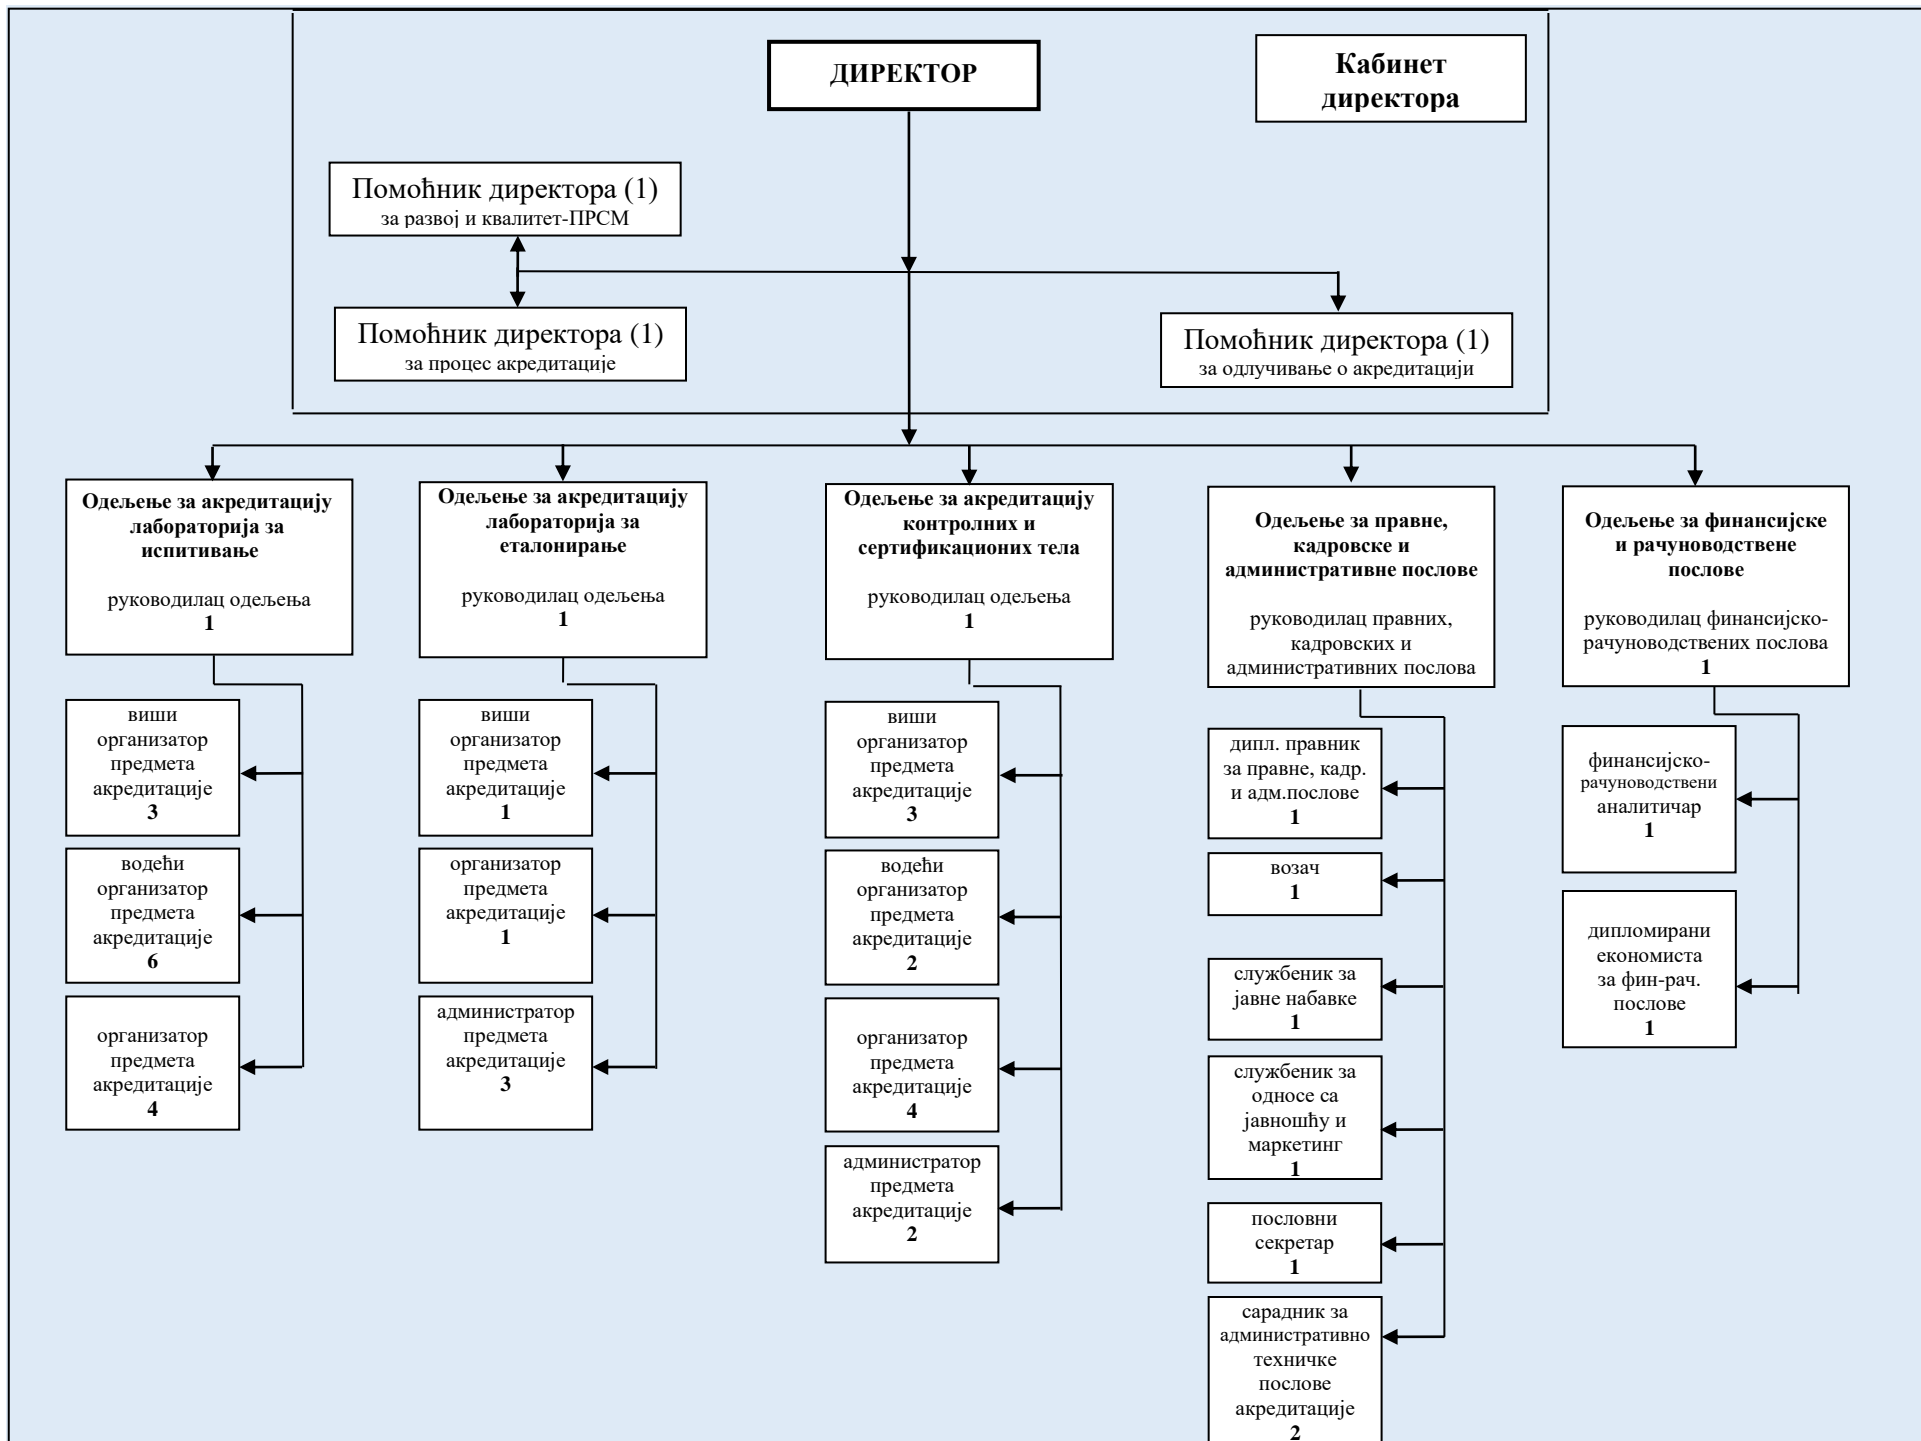 ДИРЕКТОР
Кабинет
директора
Помоћник директора (1)
за развој и квалитет-ПРСМ
Помоћник директора (1)
за процес акредитације
Помоћник директора (1)
за одлучивање о акредитацији
Одељење за акредитацију
лабораторија за
испитивање
руководилац одељења
1
виши
организатор
предмета
акредитације
3
водећи
организатор
предмета
акредитације
6
организатор
предмета
акредитације
4
Одељење за акредитацију
лабораторија за
еталонирање
руководилац одељења
1
виши
организатор
предмета
акредитације
1
организатор
предмета
акредитације
1
администратор
предмета
акредитације
3
Одељење за акредитацију
контролних и
сертификационих тела
руководилац одељења
1
виши
организатор
предмета
акредитације
3
водећи
организатор
предмета
акредитације
2
организатор
предмета
акредитације
4
администратор
предмета
акредитације
2
Одељење за правне,
кадровске и
административне послове
руководилац правних,
кадровских и
административних послова
дипл. правник
за правне, кадр.
и адм.послове
1
возач
1
службеник за
јавне набавке
1
службеник за
односе са
јавношћу и
маркетинг
1
пословни
секретар
1
сарадник за
административно
техничке
послове
акредитације
2
Одељење за финансијске
и рачуноводствене
послове
руководилац финансијско-
рачуноводствених послова
1
финансијско-
рачуноводствени
аналитичар
1
дипломирани
економиста
за фин-рач.
послове
1